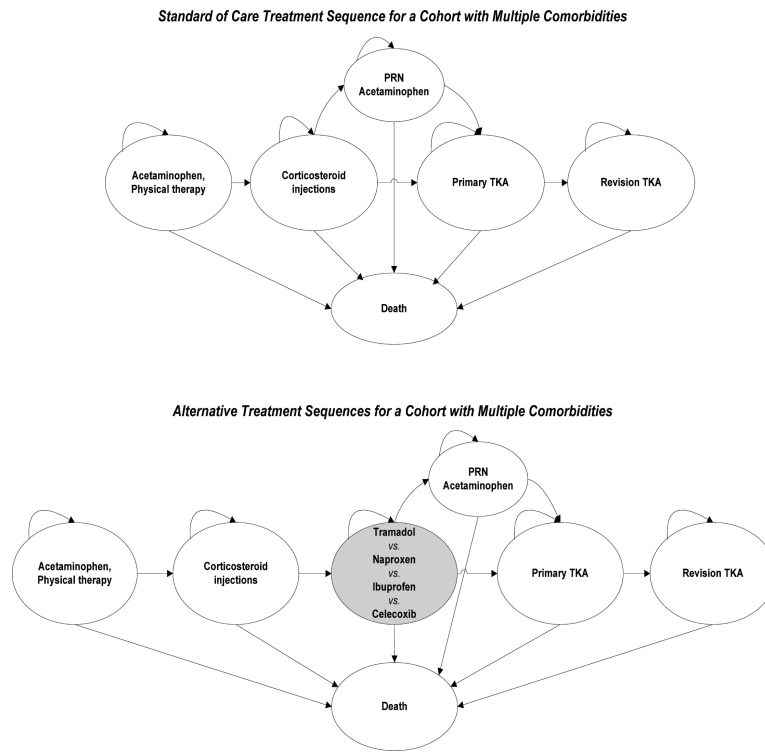 Standard of Care Treatment Sequence for a Cohort with Multiple Comorbidities
PRN
Acetaminophen
Acetaminophen,
Physical therapy
Corticosteroid
injections
Primary TKA
Revision TKA
Death
Alternative Treatment Sequences for a Cohort with Multiple Comorbidities
PRN
Acetaminophen
Acetaminophen,
Physical therapy
Corticosteroid
injections
Tramadol
vs.
Naproxen
vs.
Ibuprofen
vs.
Celecoxib
Primary TKA
Revision TKA
Death